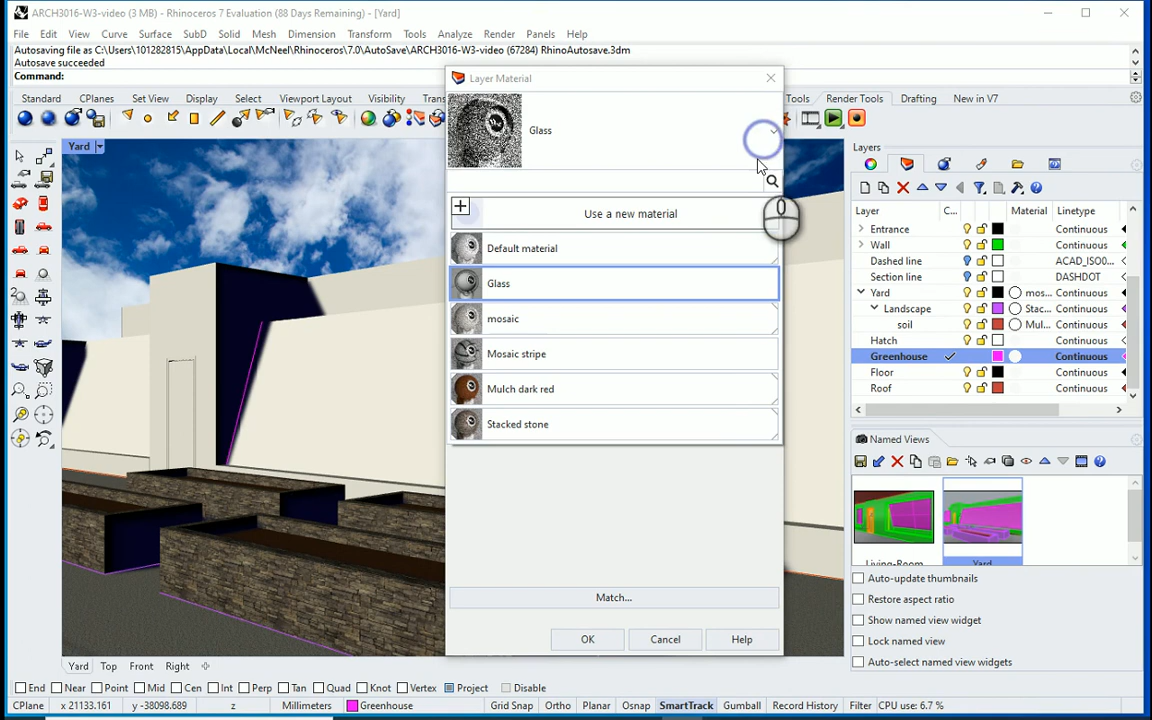 ARCH3016-W3-video (3 MB) - Rhinoceros 7 Evaluation (88 Days Remaining) - [Yard]
File Edit View Curve Surface SubD Solid Mesh Dimension Transform Tools Analyze Render Panels Help
Autosaving file as C:\Users\101282815\AppData\Local\McNeel\Rhinoceros\7.0\AutoSave\ARCH3016-W3-video (67284) RhinoAutosave.3dm
Autosave succeeded
Command:
Layer Material
Standard CPlanes Set View Display Select Viewport Layout Visibility Trans
Tools Render Tools Drafting New in V7
Glass
Yard
Layers
Use a new material
Layer C... Material Linetype
Default material
Entrance Continuous
Wall Continuous
Dashed line ACAD_ISO0...
Glass
Section line DASHDOT
Yard mos... Continuous
Landscape Stac... Continuous
mosaic
soil Mul... Continuous
Hatch Continuous
Mosaic stripe
Greenhouse Continuous
Floor Continuous
Mulch dark red
Roof Continuous
Stacked stone
Named Views
Living-Room Yard
Auto-update thumbnails
Match...
Restore aspect ratio
Show named view widget
OK Cancel Help
Lock named view
Auto-select named view widgets
Yard Top Front Right
End Near Point Mid Cen Int Perp Tan Quad Knot Vertex Project Disable
CPlane x 21133.161 y -38098.689 z Millimeters Greenhouse Grid Snap Ortho Planar Osnap SmartTrack Gumball Record History Filter CPU use: 6.7 %